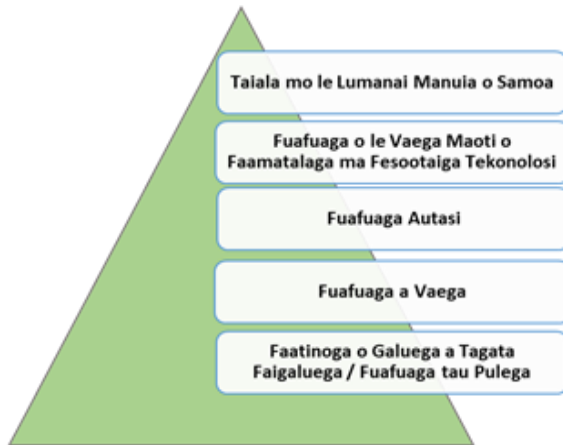 Taiala mo le Lumanai Manuia o Samoa
Fuafuaga o le Vaega Maoti o
Faamatalaga ma Fesootaiga Tekonolosi
Fuafuaga Autasi
Fuafuaga a Vaega
Faatinoga o Galuega a Tagata
Faigaluega / Fuafuaga tau Pulega